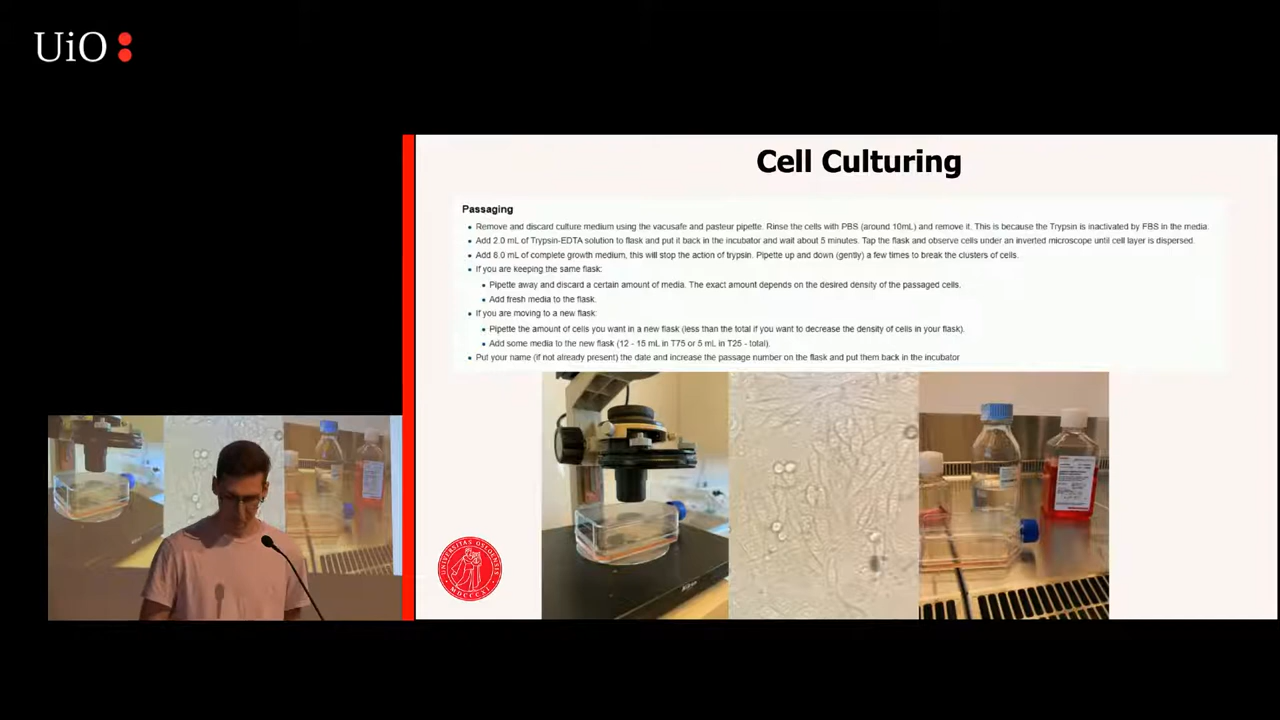 UiO
Cell Culturing
Passaging
Remove and discard culture medium using the vacusafe and pasteur pipette. Rinse the cells with PBS (around 10mL) and remove it. This is because the Trypsin is inactivated by FBS in the media.
Add 2.0 mL of Trypsin-EDTA solution to flask and put it back in the incubator and wait about 5 minutes. Tap the flask and observe cells under an inverted microscope until cell layer is dispersed.
Add 6.0 mL of complete growth medium, this will stop the action of trypsin. Pipette up and down (gently) a few times to break the clusters of cells.
If you are keeping the same flask:
Pipette away and discard a certain amount of media. The exact amount depends on the desired density of the passaged cells.
Add fresh media to the flask.
If you are moving to a new flask:
Pipette the amount of cells you want in a new flask (less than the total if you want to decrease the density of cells in your flask).
Add some media to the new flask (12 - 15 mL in T75 or 5 mL in T25 - total).
Put your name (if not already present) the date and increase the passage number on the flask and put them back in the incubator
UNIVERSITAS OSLOENSIS
MDCCCXI
Nikon